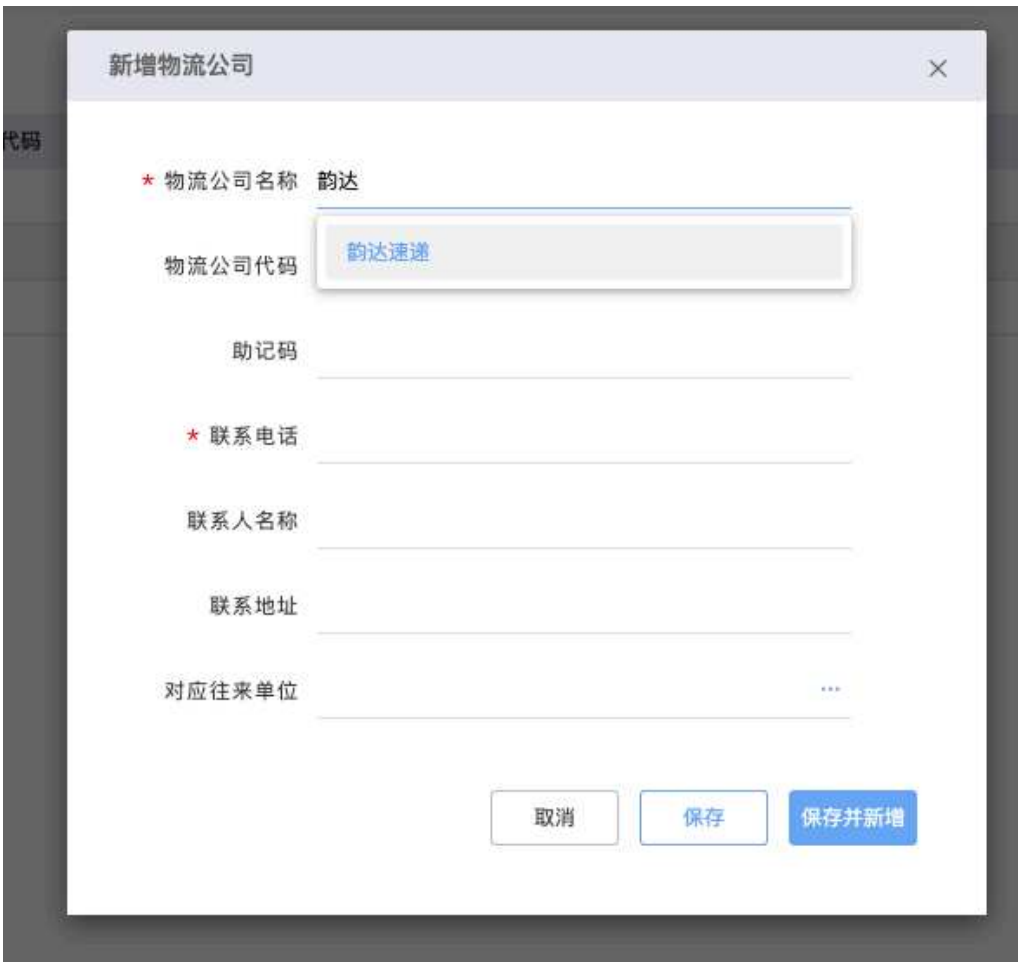 新增物流公司
代码
* 物流公司名称 韵达
韵达速递
物流公司代码
助记码
* 联系电话
联系人名称
联系地址
对应往来单位 ...
取消 保存 保存并新增